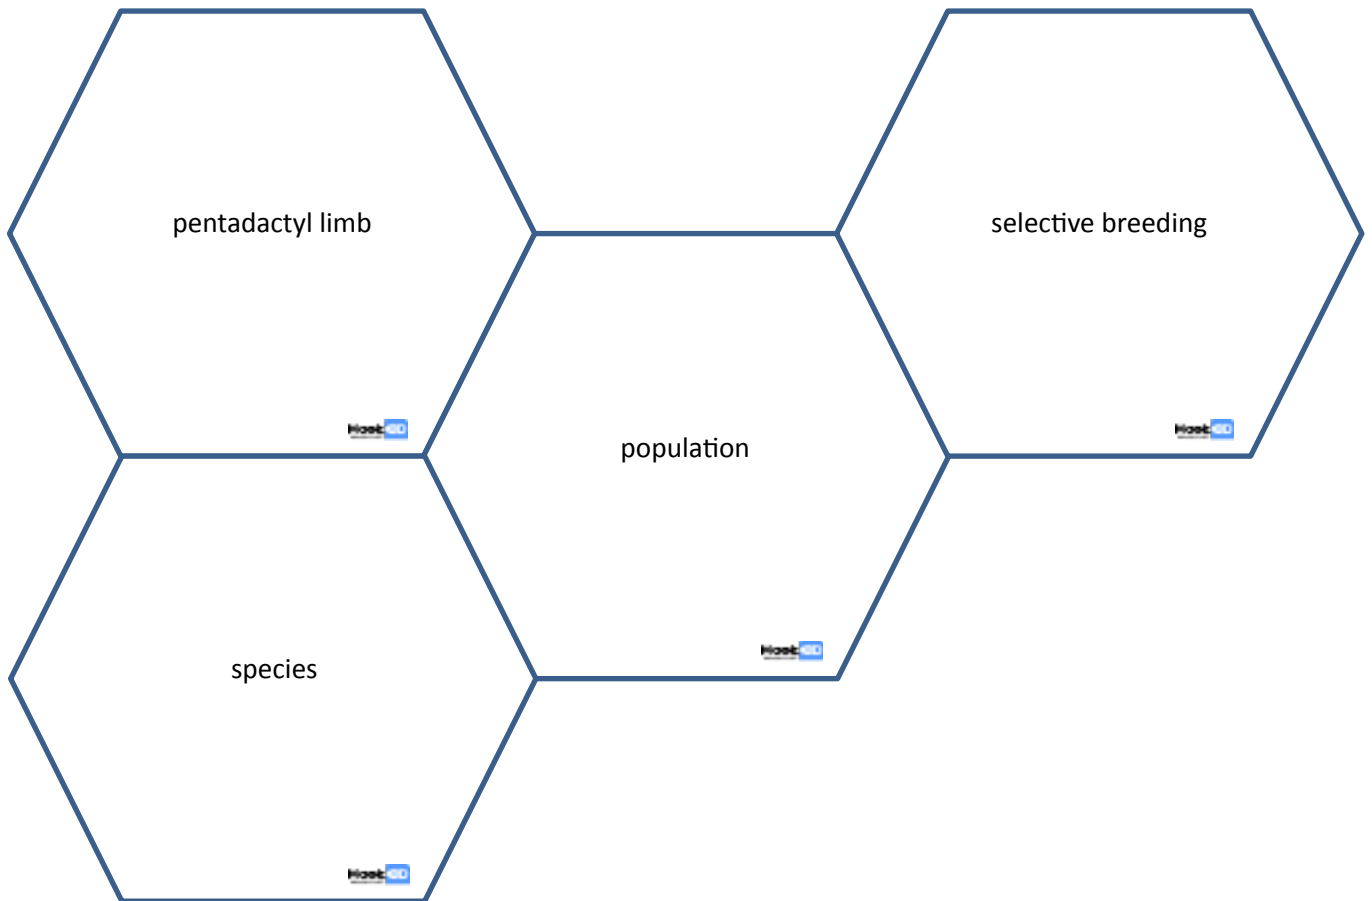 pentadactyl limb
selective breeding
population
species